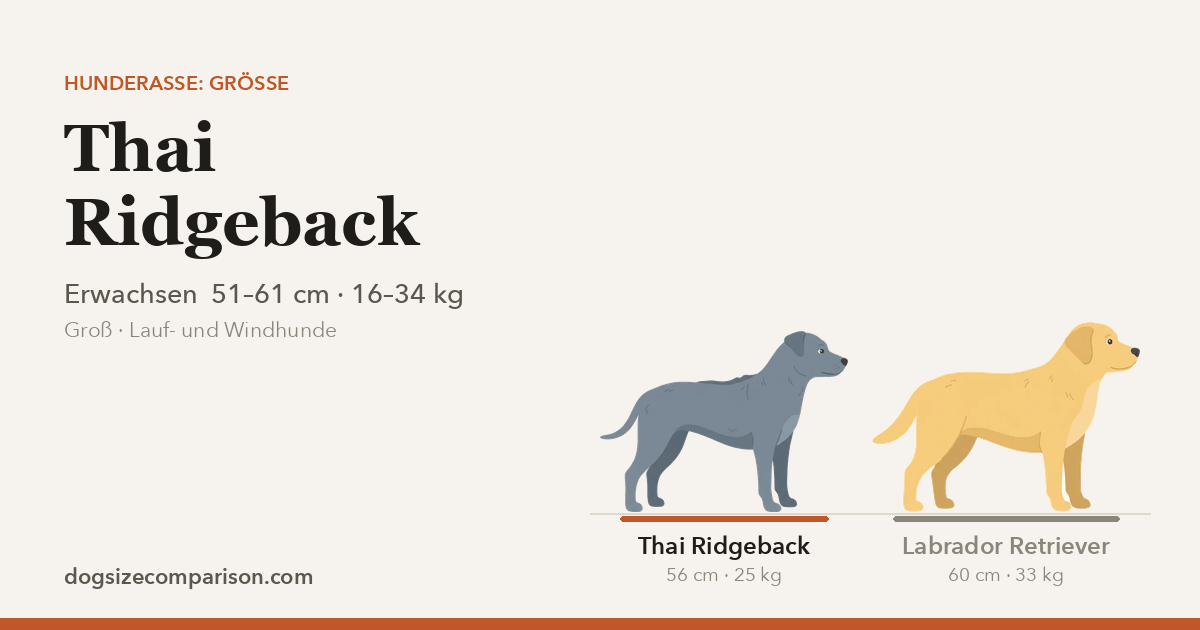 HUNDERASSE: GRÖSSE
Thai
Ridgeback
Erwachsen 51–61 cm · 16–34 kg
Groß · Lauf- und Windhunde
Thai Ridgeback
56 cm · 25 kg
Labrador Retriever
60 cm · 33 kg
dogsizecomparison.com